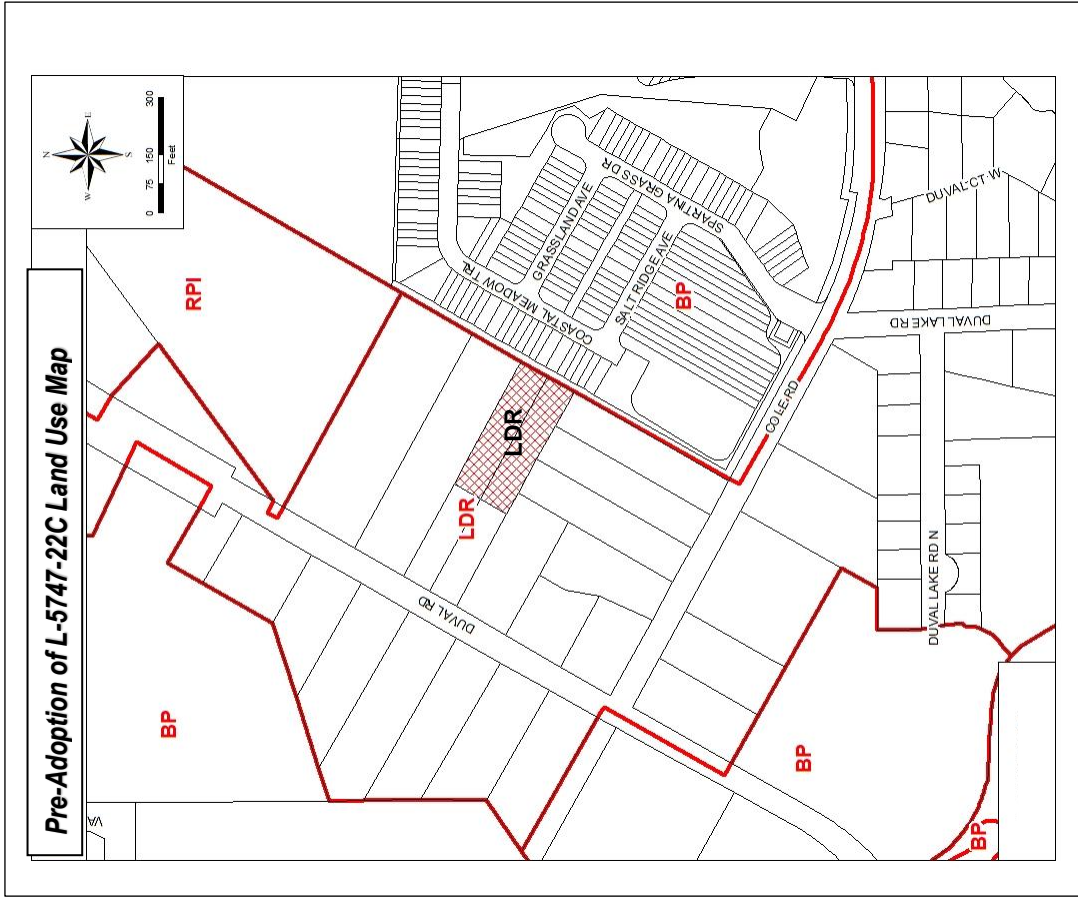 Pre-Adoption of L-5747-22C Land Use Map
N
W
E
S
0 75 150 300
Feet
RPI
BP
VA
LDR
LDR
DUVAL RD
COASTAL MEADOW TRL
GRASSLAND AVE
SALT RIDGE AVE
SPARTINA GRASS DR
BP
COLE RD
DUVAL CT W
DUVAL LAKE RD
DUVAL LAKE RD N
BP
BP